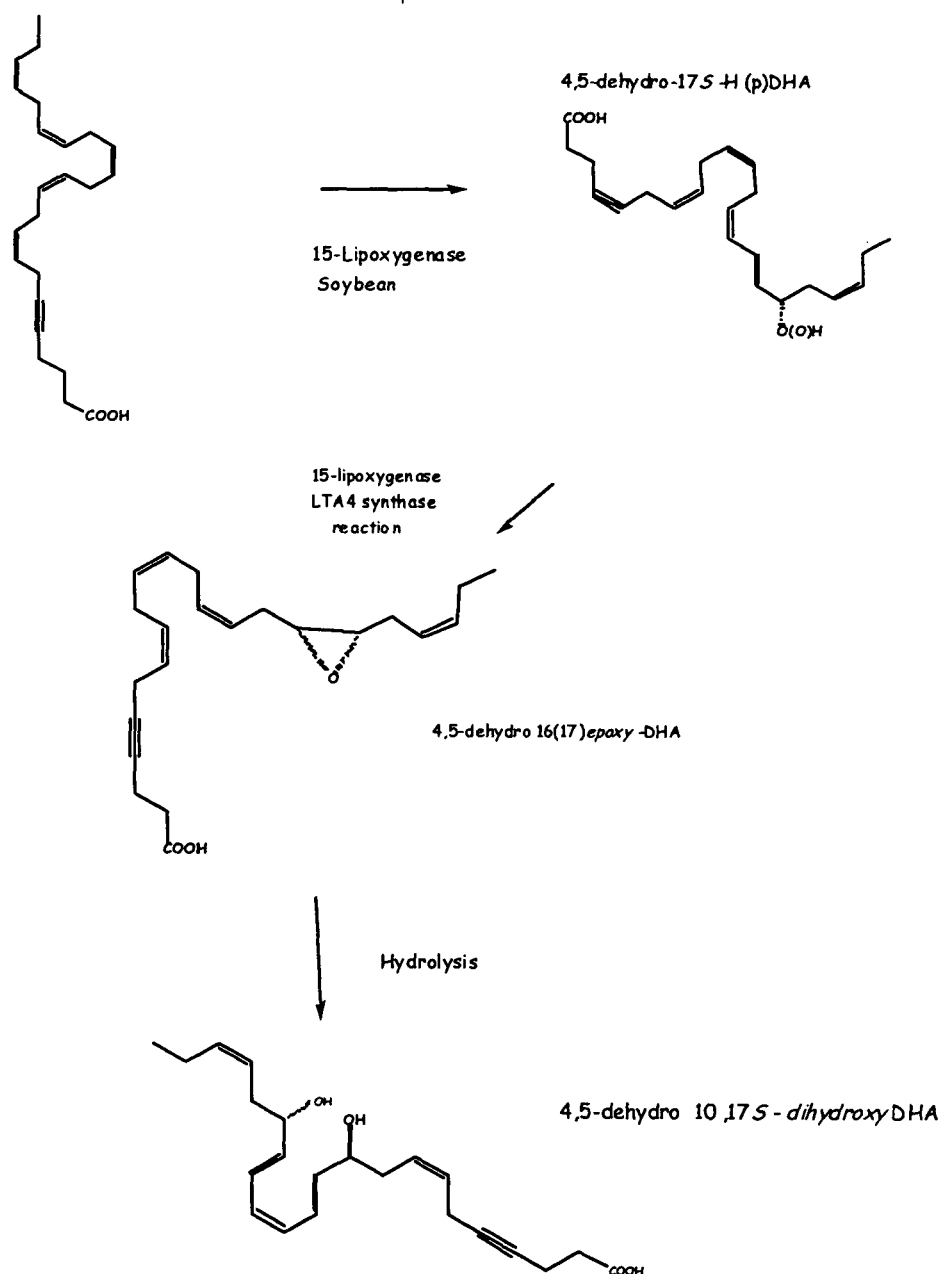 4,5-dehydro-17S-H (p)DHA
COOH
15-Lipoxygenase
Soybean
O(O)H
COOH
15-lipoxygenase
LTA4 synthase
reaction
O
4,5-dehydro 16(17)epoxy-DHA
COOH
Hydrolysis
OH
OH
4,5-dehydro 10,17S - dihydroxy DHA
COOH